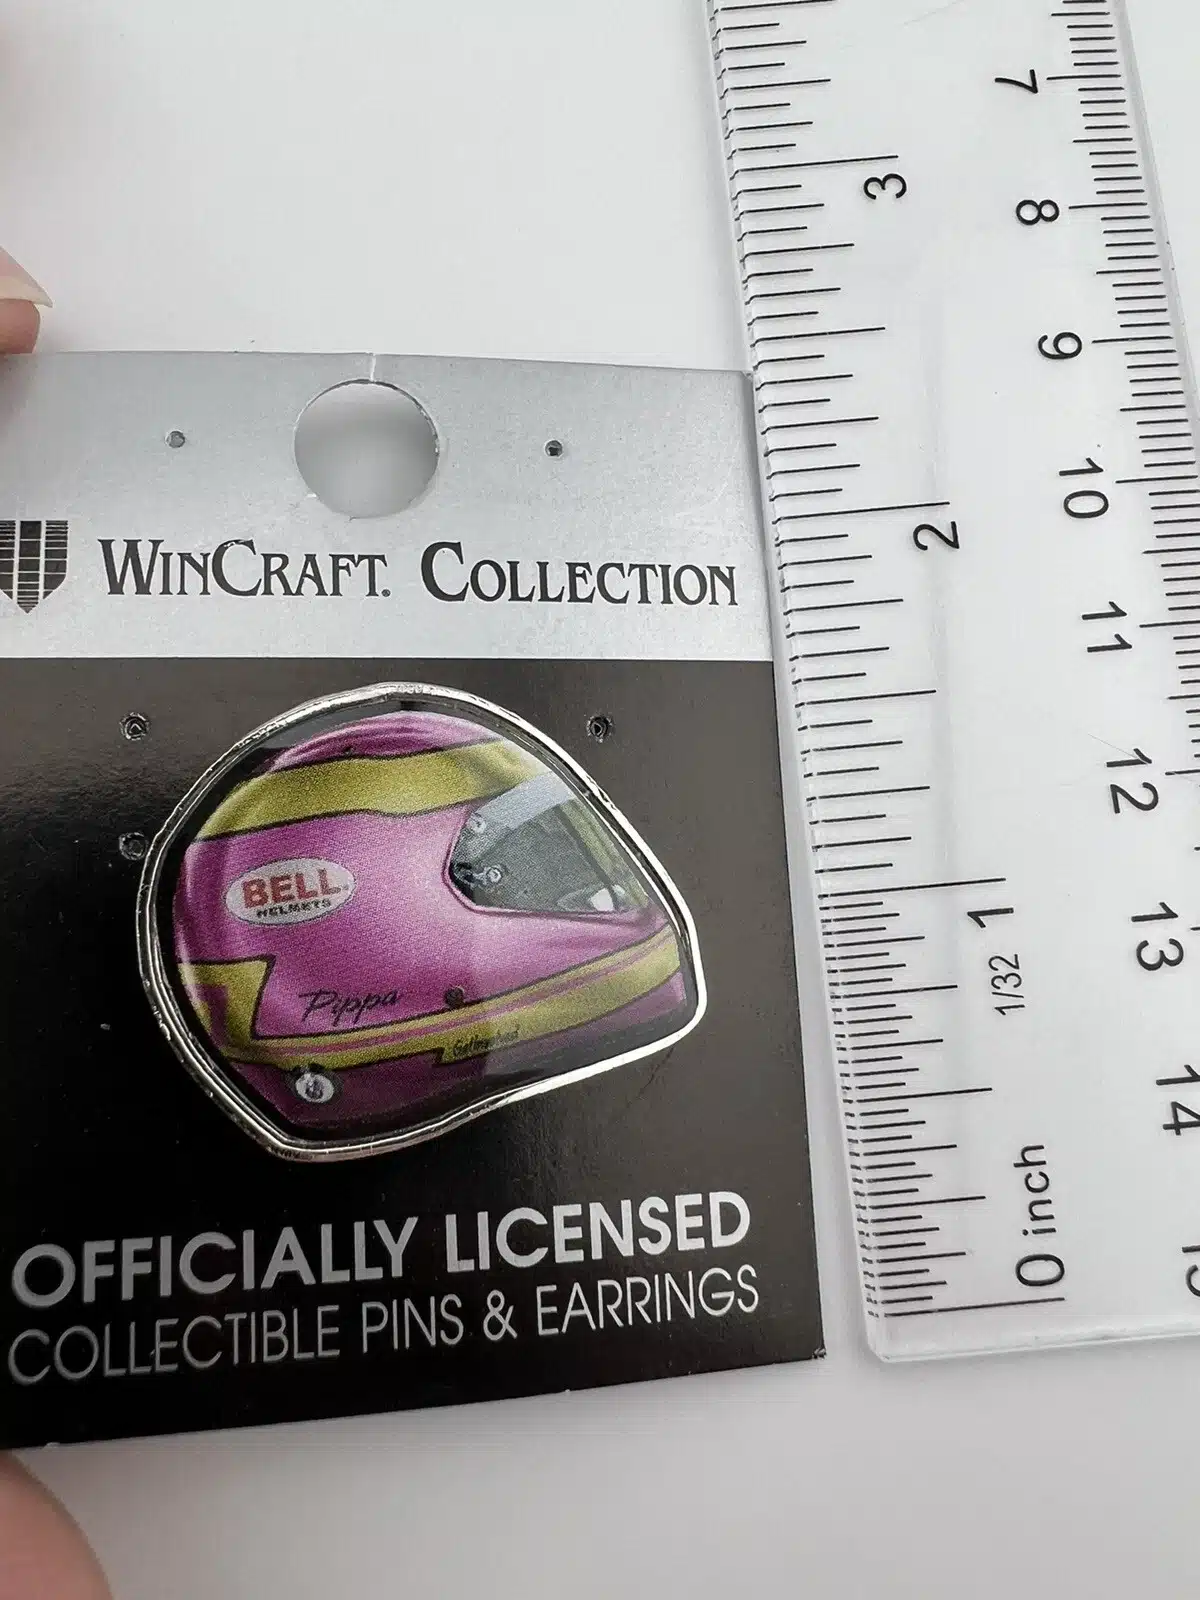 WINCRAFT. COLLECTION
BELL
HELMETS
Pippa
OFFICIALLY LICENSED
COLLECTIBLE PINS & EARRINGS
3
2
1
1/32
0 inch
7
8
9
10
11
12
13
14
15